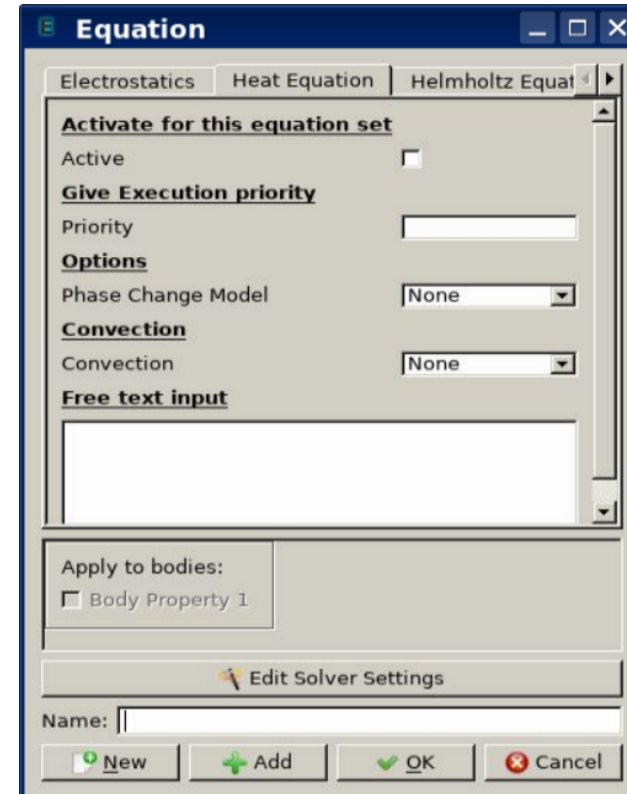 Equation
Electrostatics Heat Equation Helmholtz Equat
Activate for this equation set
Active
Give Execution priority
Priority
Options
Phase Change Model None
Convection
Convection None
Free text input
Apply to bodies:
Body Property 1
Edit Solver Settings
Name:
New Add OK Cancel